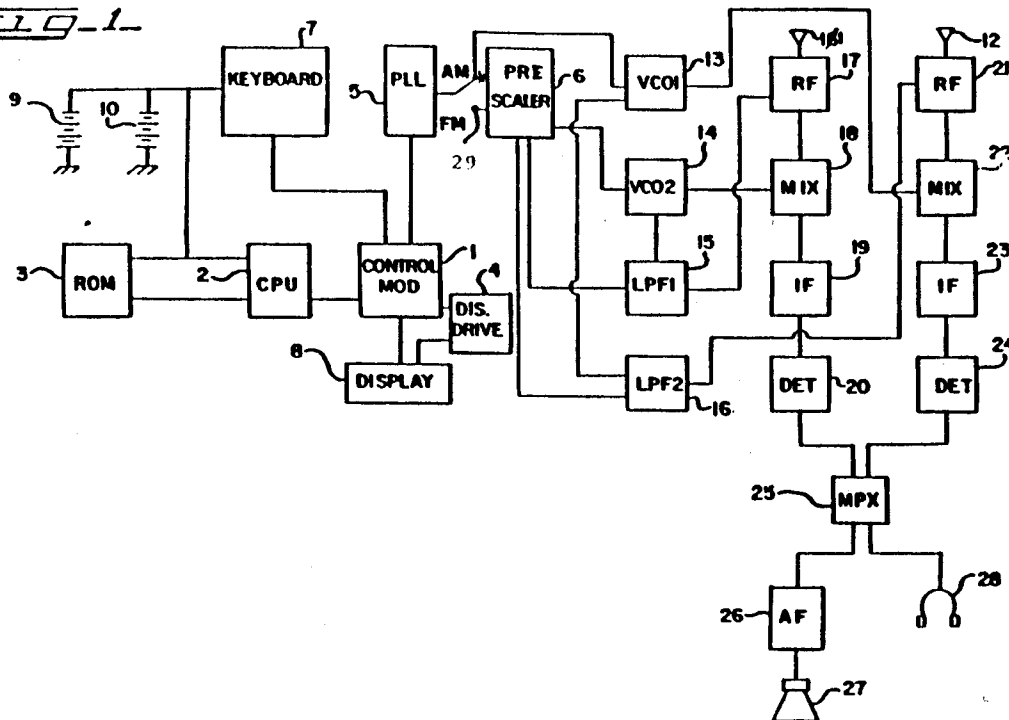 FIG_1_
7
KEYBOARD
9
10
5
PLL
AM
FM
29
PRE
SCALER
6
VCO1
13
17
RF
12
RF
21
VCO2
14
MIX
18
MIX
3
ROM
2
CPU
CONTROL
MOD
1
4
DIS.
DRIVE
LPF1
15
IF
19
IF
23
8
DISPLAY
LPF2
16
DET
20
DET
24
25
MPX
26
AF
28
27